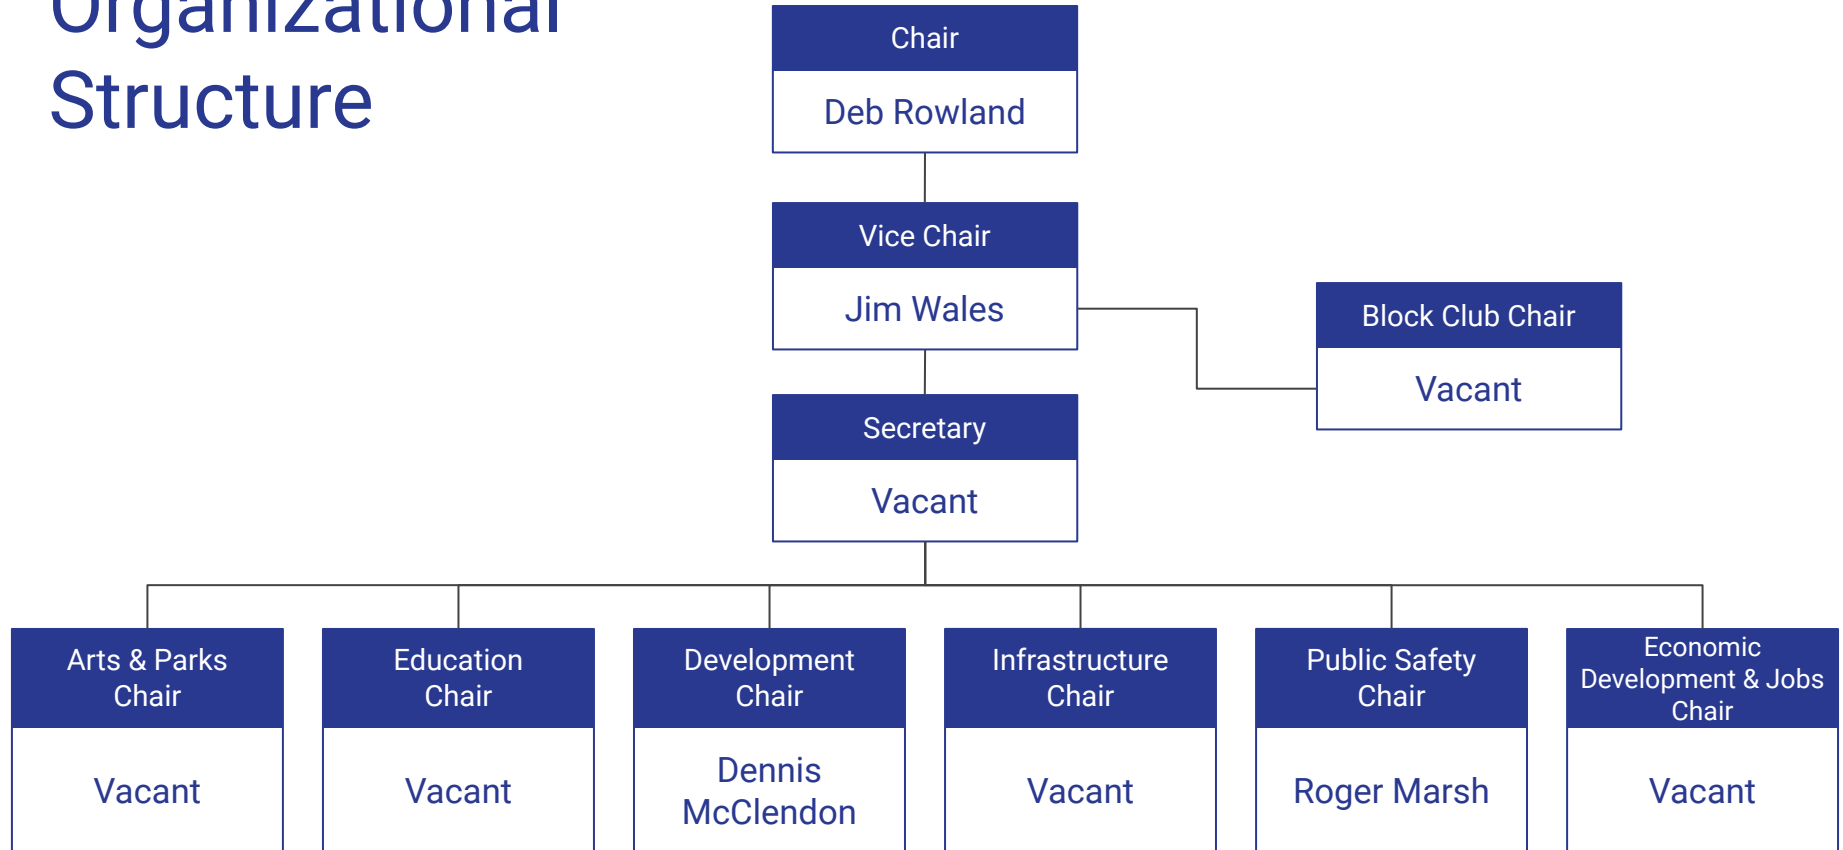 Organizational
Structure
Chair
Deb Rowland
Vice Chair
Jim Wales
Block Club Chair
Vacant
Secretary
Vacant
Arts & Parks
Chair
Vacant
Education
Chair
Vacant
Development
Chair
Dennis
McClendon
Infrastructure
Chair
Vacant
Public Safety
Chair
Roger Marsh
Economic
Development & Jobs
Chair
Vacant